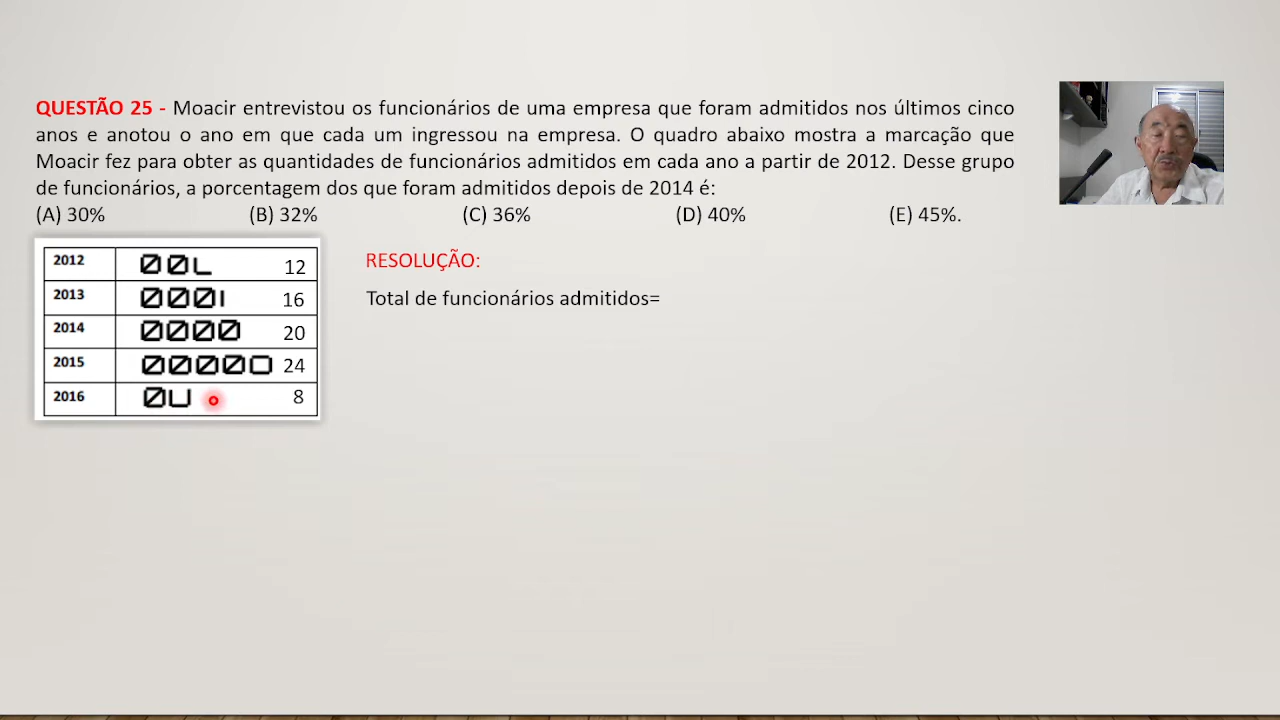 QUESTÃO 25 - Moacir entrevistou os funcionários de uma empresa que foram admitidos nos últimos cinco
anos e anotou o ano em que cada um ingressou na empresa. O quadro abaixo mostra a marcação que
Moacir fez para obter as quantidades de funcionários admitidos em cada ano a partir de 2012. Desse grupo
de funcionários, a porcentagem dos que foram admitidos depois de 2014 é:
(A) 30% (B) 32% (C) 36% (D) 40% (E) 45%.
RESOLUÇÃO:
Total de funcionários admitidos=
2012 12
2013 16
2014 20
2015 24
2016 8